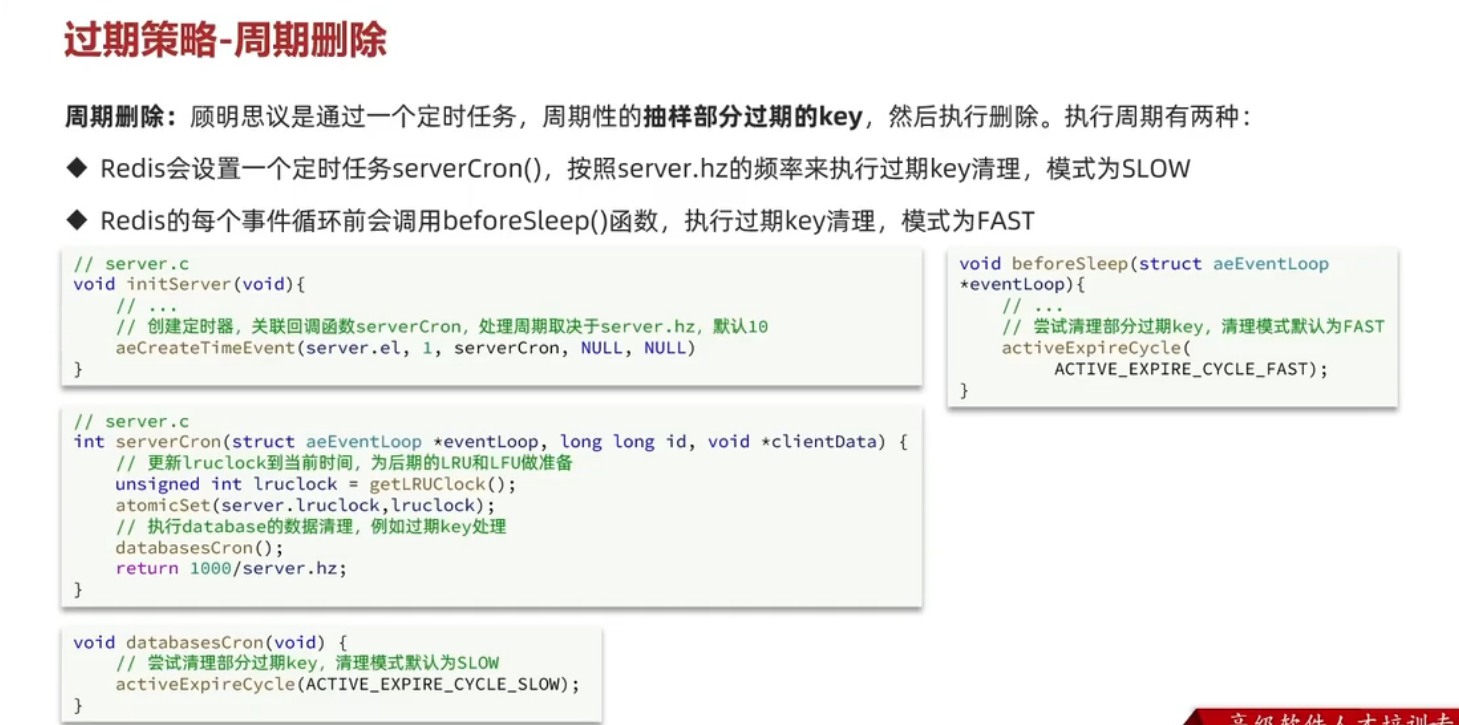 过期策略-周期删除
周期删除：顾明思议是通过一个定时任务，周期性的抽样部分过期的key，然后执行删除。执行周期有两种：
◆ Redis会设置一个定时任务serverCron()，按照server.hz的频率来执行过期key清理，模式为SLOW
◆ Redis的每个事件循环前会调用beforeSleep()函数，执行过期key清理，模式为FAST
// server.c
void initServer(void){
// ...
// 创建定时器，关联回调函数serverCron，处理周期取决于server.hz，默认10
aeCreateTimeEvent(server.el, 1, serverCron, NULL, NULL)
}
// server.c
int serverCron(struct aeEventLoop *eventLoop, long long id, void *clientData) {
// 更新lruclock到当前时间，为后期的LRU和LFU做准备
unsigned int lruclock = getLRUClock();
atomicSet(server.lruclock,lruclock);
// 执行database的数据清理，例如过期key处理
databasesCron();
return 1000/server.hz;
}
void databasesCron(void) {
// 尝试清理部分过期key，清理模式默认为SLOW
activeExpireCycle(ACTIVE_EXPIRE_CYCLE_SLOW);
}
void beforeSleep(struct aeEventLoop
*eventLoop){
// ...
// 尝试清理部分过期key，清理模式默认为FAST
activeExpireCycle(
ACTIVE_EXPIRE_CYCLE_FAST);
}
高级软件人才培训专